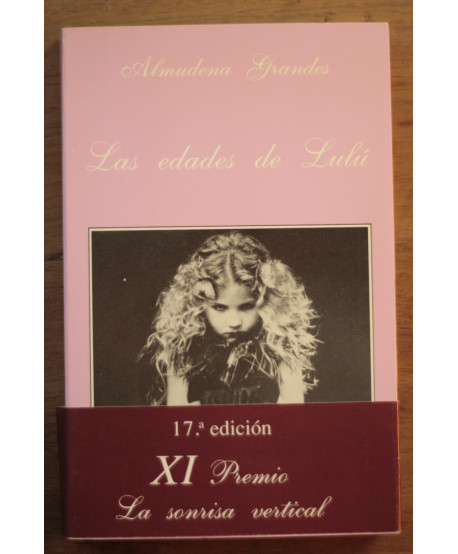 Almudena Grandes
Las edades de Lulú
17.ª edición
XI Premio
La sonrisa vertical